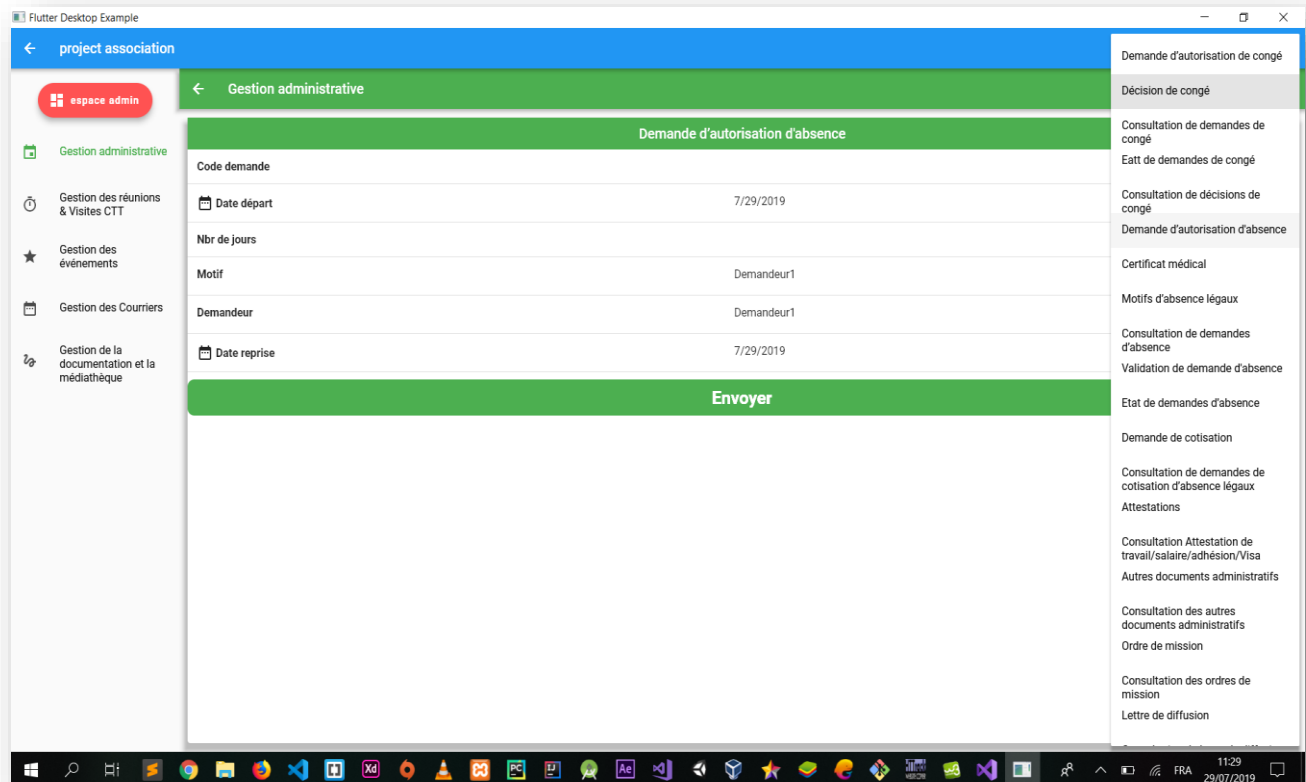 Flutter Desktop Example
project association
espace admin
Gestion administrative
Gestion des réunions
& Visites CTT
Gestion des
événements
Gestion des Courriers
Gestion de la
documentation et la
médiathèque
Gestion administrative
Demande d'autorisation d'absence
Code demande
Date départ 7/29/2019
Nbr de jours
Motif Demandeur1
Demandeur Demandeur1
Date reprise 7/29/2019
Envoyer
Demande d'autorisation de congé
Décision de congé
Consultation de demandes de
congé
Eatt de demandes de congé
Consultation de décisions de
congé
Demande d'autorisation d'absence
Certificat médical
Motifs d'absence légaux
Consultation de demandes
d'absence
Validation de demande d'absence
Etat de demandes d'absence
Demande de cotisation
Consultation de demandes de
cotisation d'absence légaux
Attestations
Consultation Attestation de
travail/salaire/adhésion/Visa
Autres documents administratifs
Consultation des autres
documents administratifs
Ordre de mission
Consultation des ordres de
mission
Lettre de diffusion
Xd
PC
IJ
Ae
FRA
11:29
29/07/2019